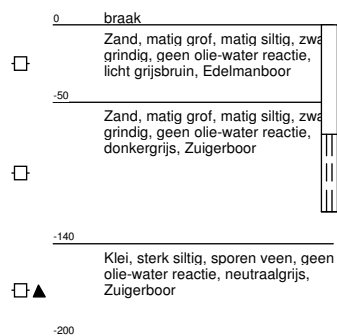 0 braak
Zand, matig grof, matig siltig,
grindig, geen olie-water reactie,
licht grijsbruin, Edelmanboor
-50
Zand, matig grof, matig siltig,
grindig, geen olie-water reactie,
donkergrijs, Zuigerboor
-140
Klei, sterk siltig, sporen veen, geen
olie-water reactie, neutraalgrijs,
Zuigerboor
-200